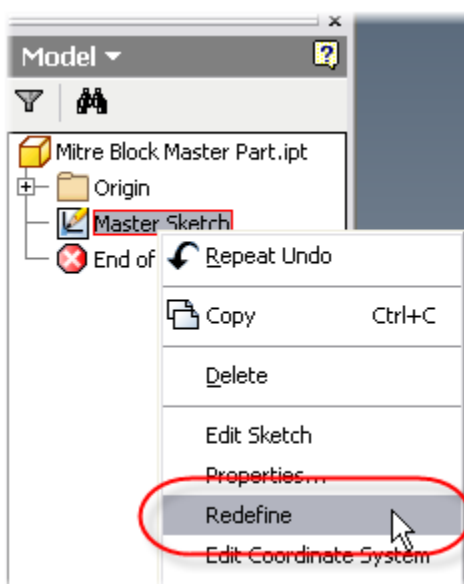 Model
Mitre Block Master Part.ipt
Origin
Master Sketch
End of
Repeat Undo
Copy Ctrl+C
Delete
Edit Sketch
Properties...
Redefine
Edit Coordinate System